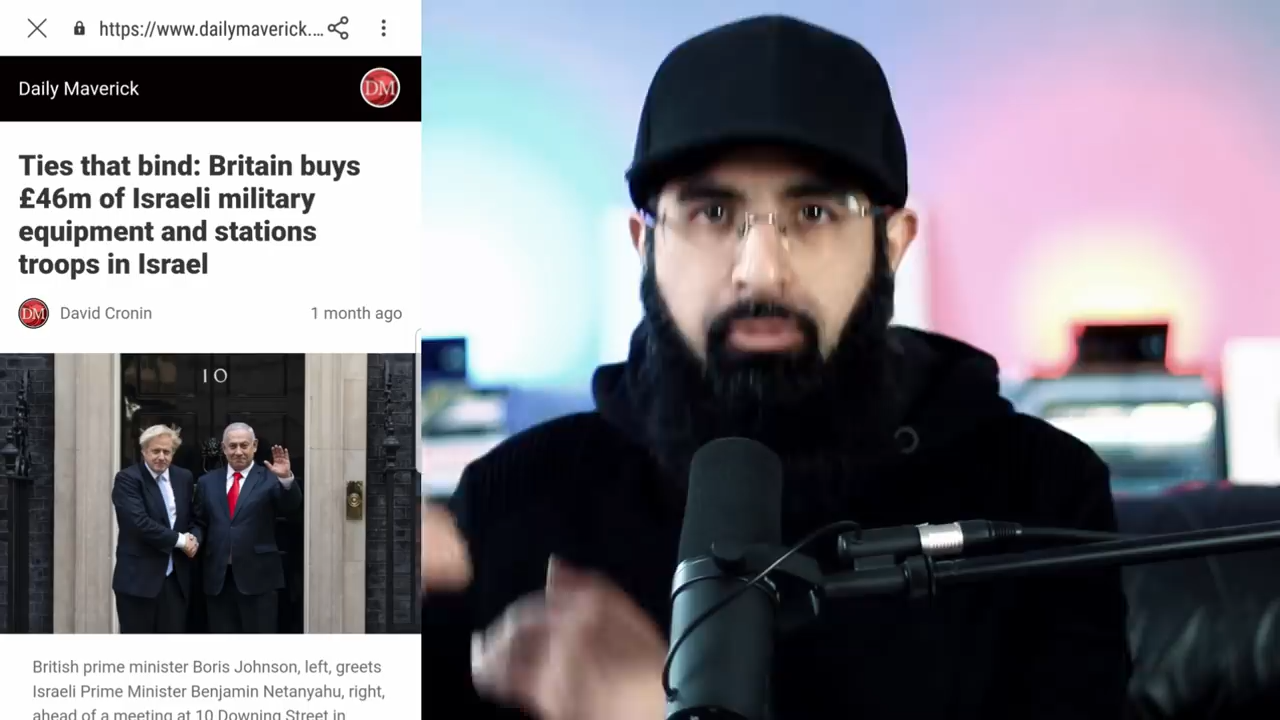 https://www.dailymaverick....
Daily Maverick
DM
Ties that bind: Britain buys
£46m of Israeli military
equipment and stations
troops in Israel
DM
David Cronin
1 month ago
10
British prime minister Boris Johnson, left, greets
Israeli Prime Minister Benjamin Netanyahu, right,
ahead of a meeting at 10 Downing Street in